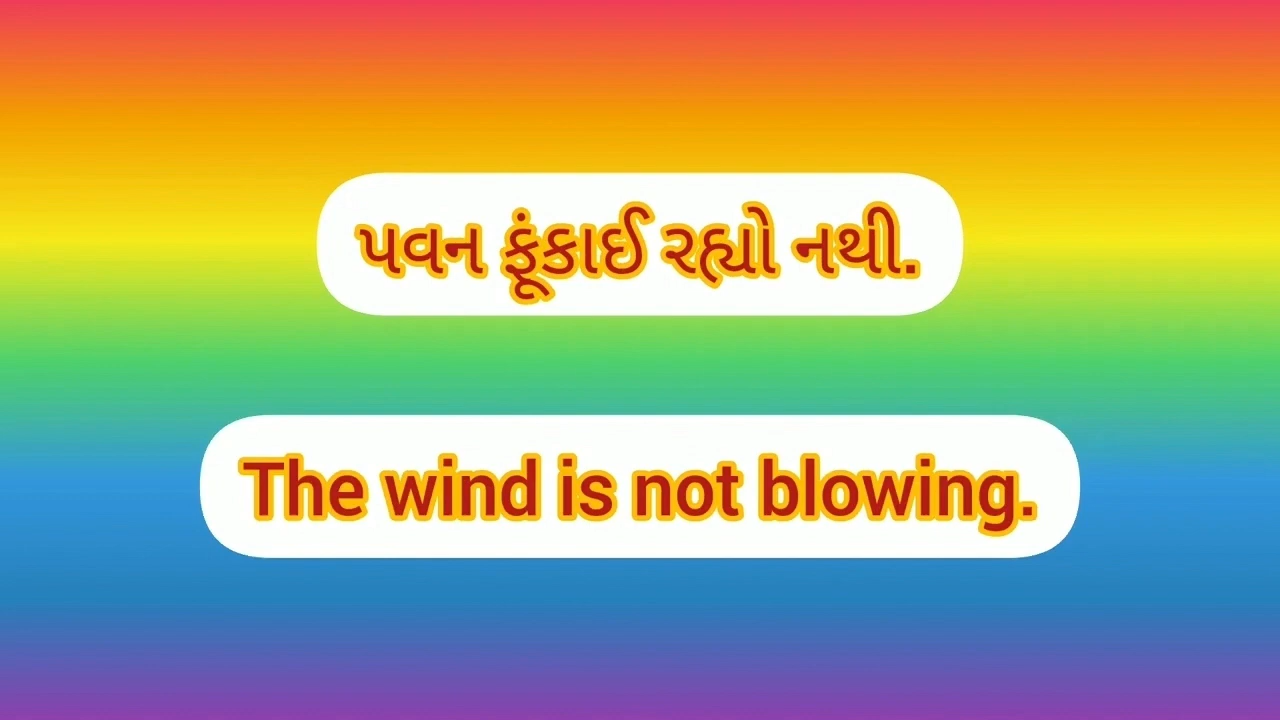 પવન ફૂંકાઈ રહ્યો નથી.
The wind is not blowing.